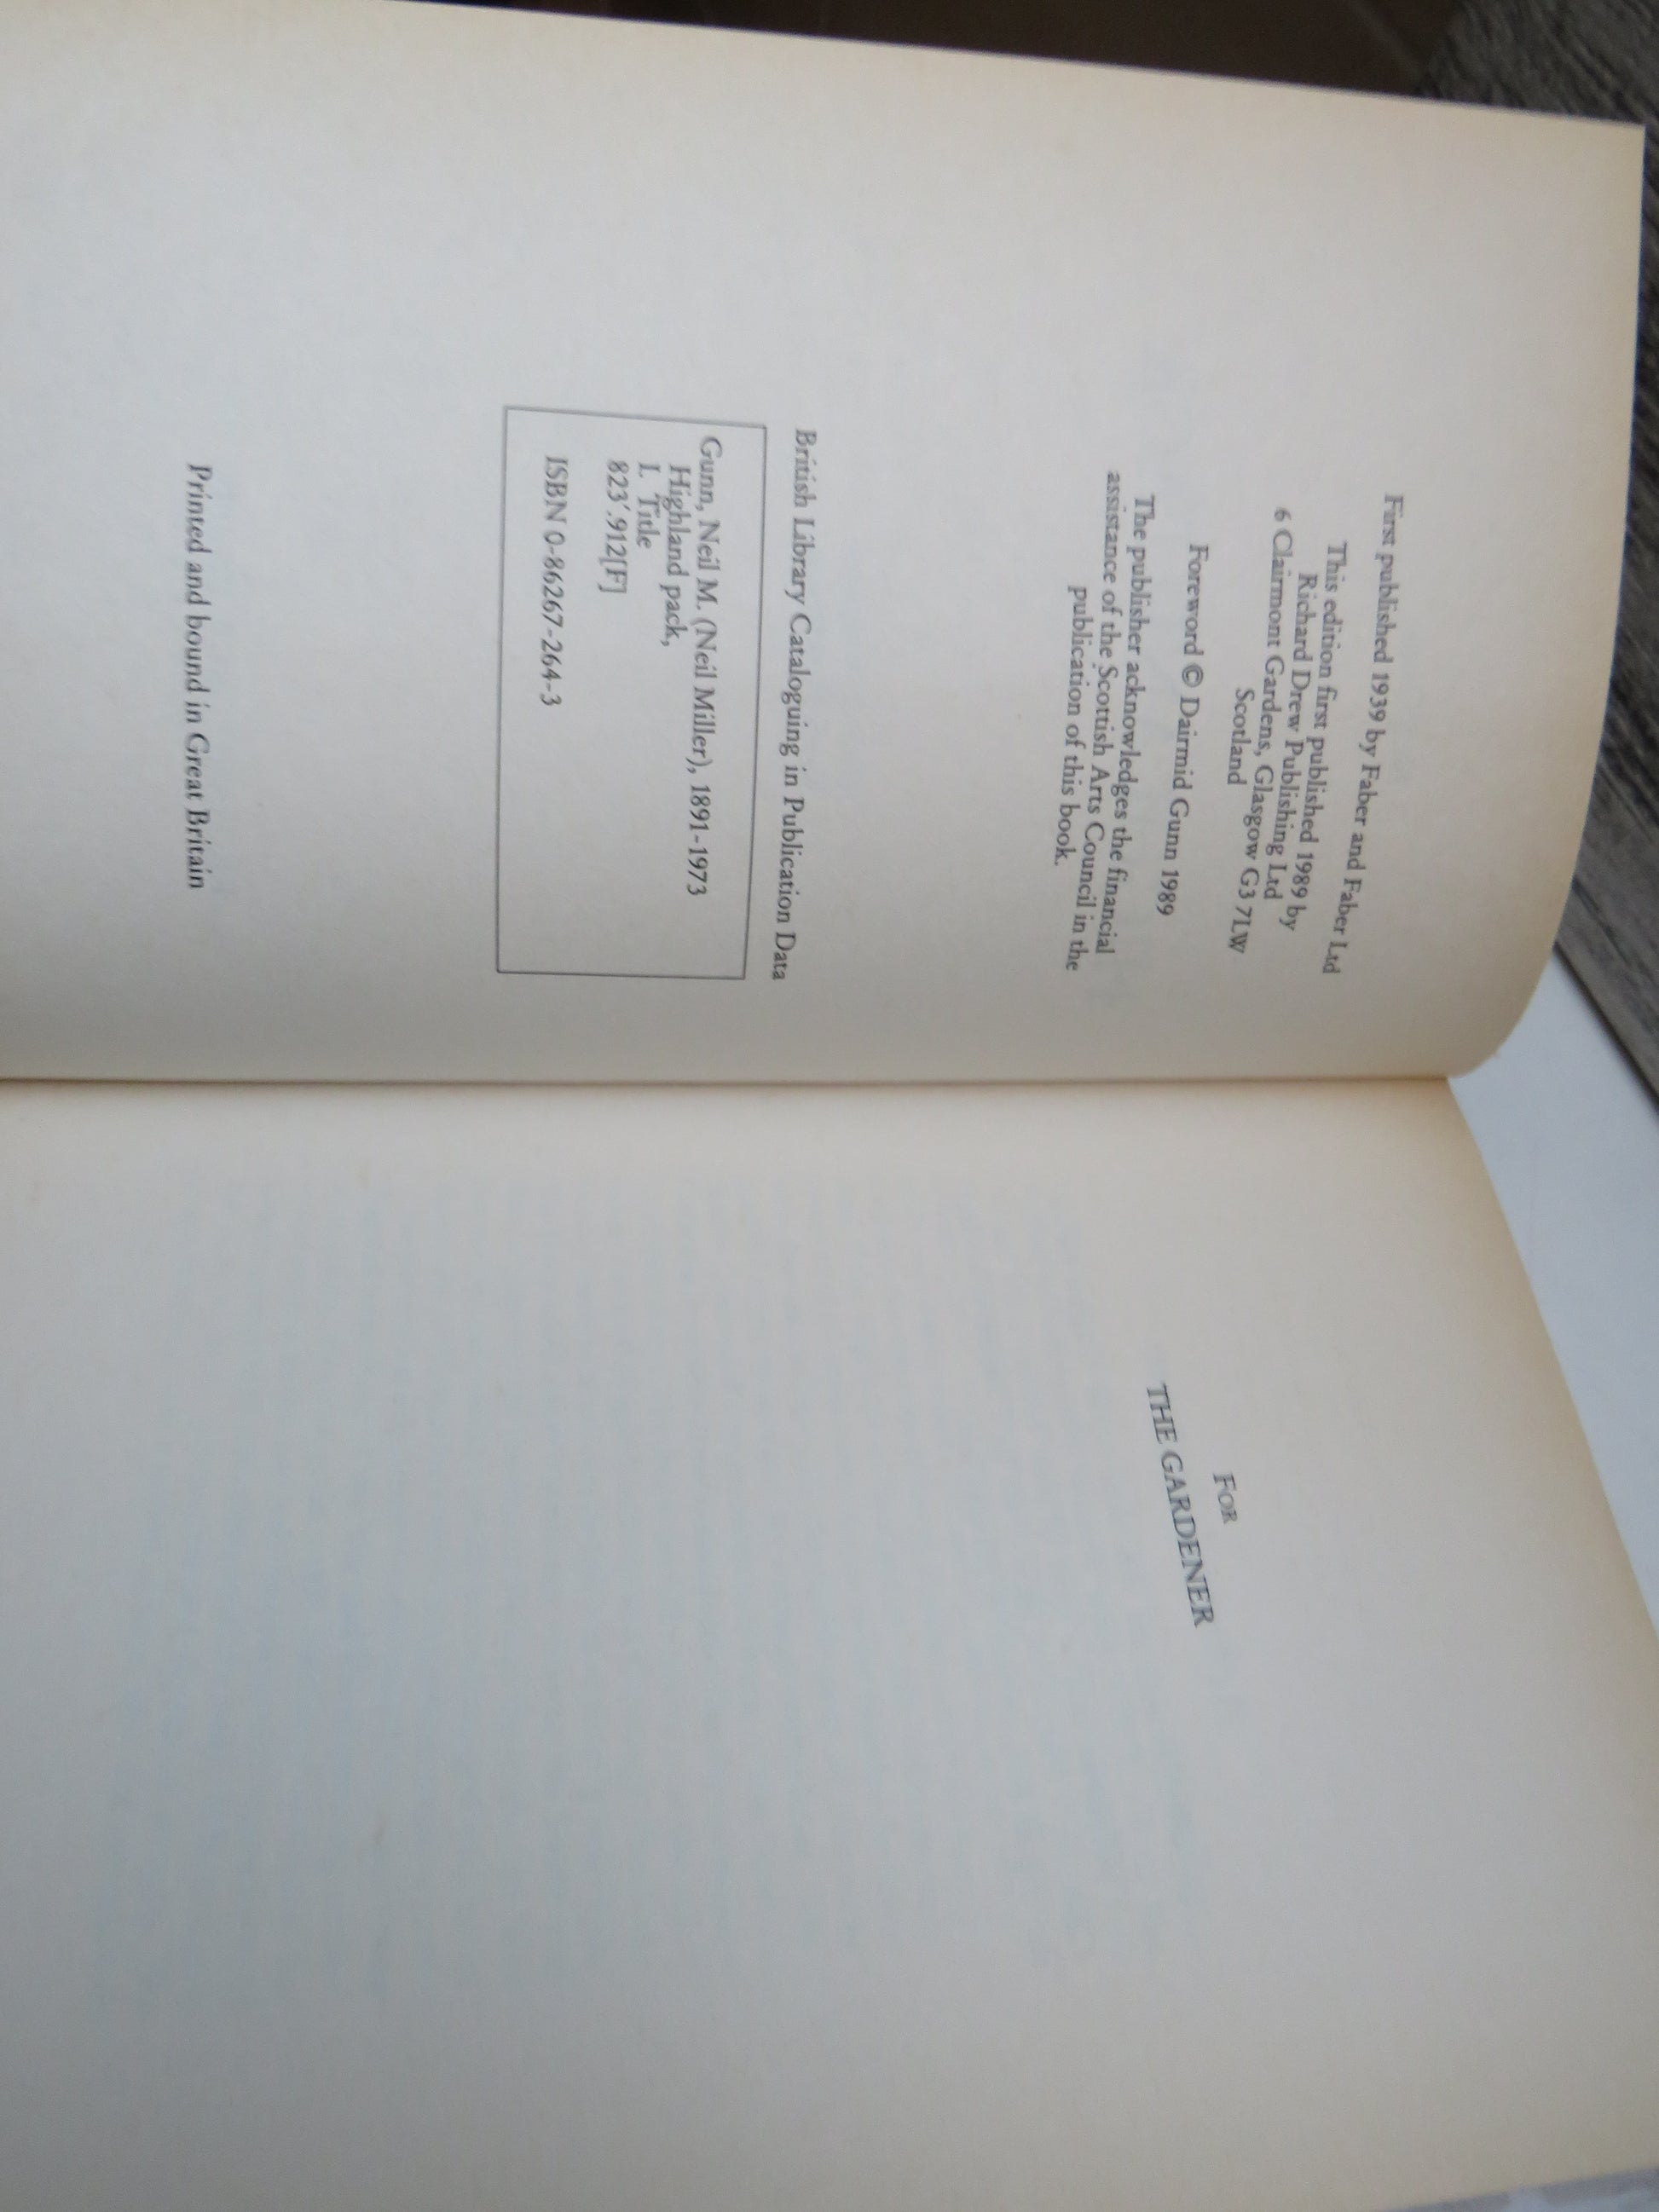 First published 1939 by Faber and Faber Ltd
This edition first published 1989 by
Richard Drew Publishing Ltd
6 Clairmont Gardens, Glasgow G3 7LW
Scotland
Foreword © Dairmid Gunn 1989
The publisher acknowledges the financial
assistance of the Scottish Arts Council in the
publication of this book.
British Library Cataloguing in Publication Data
Gunn, Neil M. (Neil Miller), 1891-1973
Highland pack,
I. Title
823'.912[F]
ISBN 0-86267-264-3
Printed and bound in Great Britain
FOR
THE GARDENER